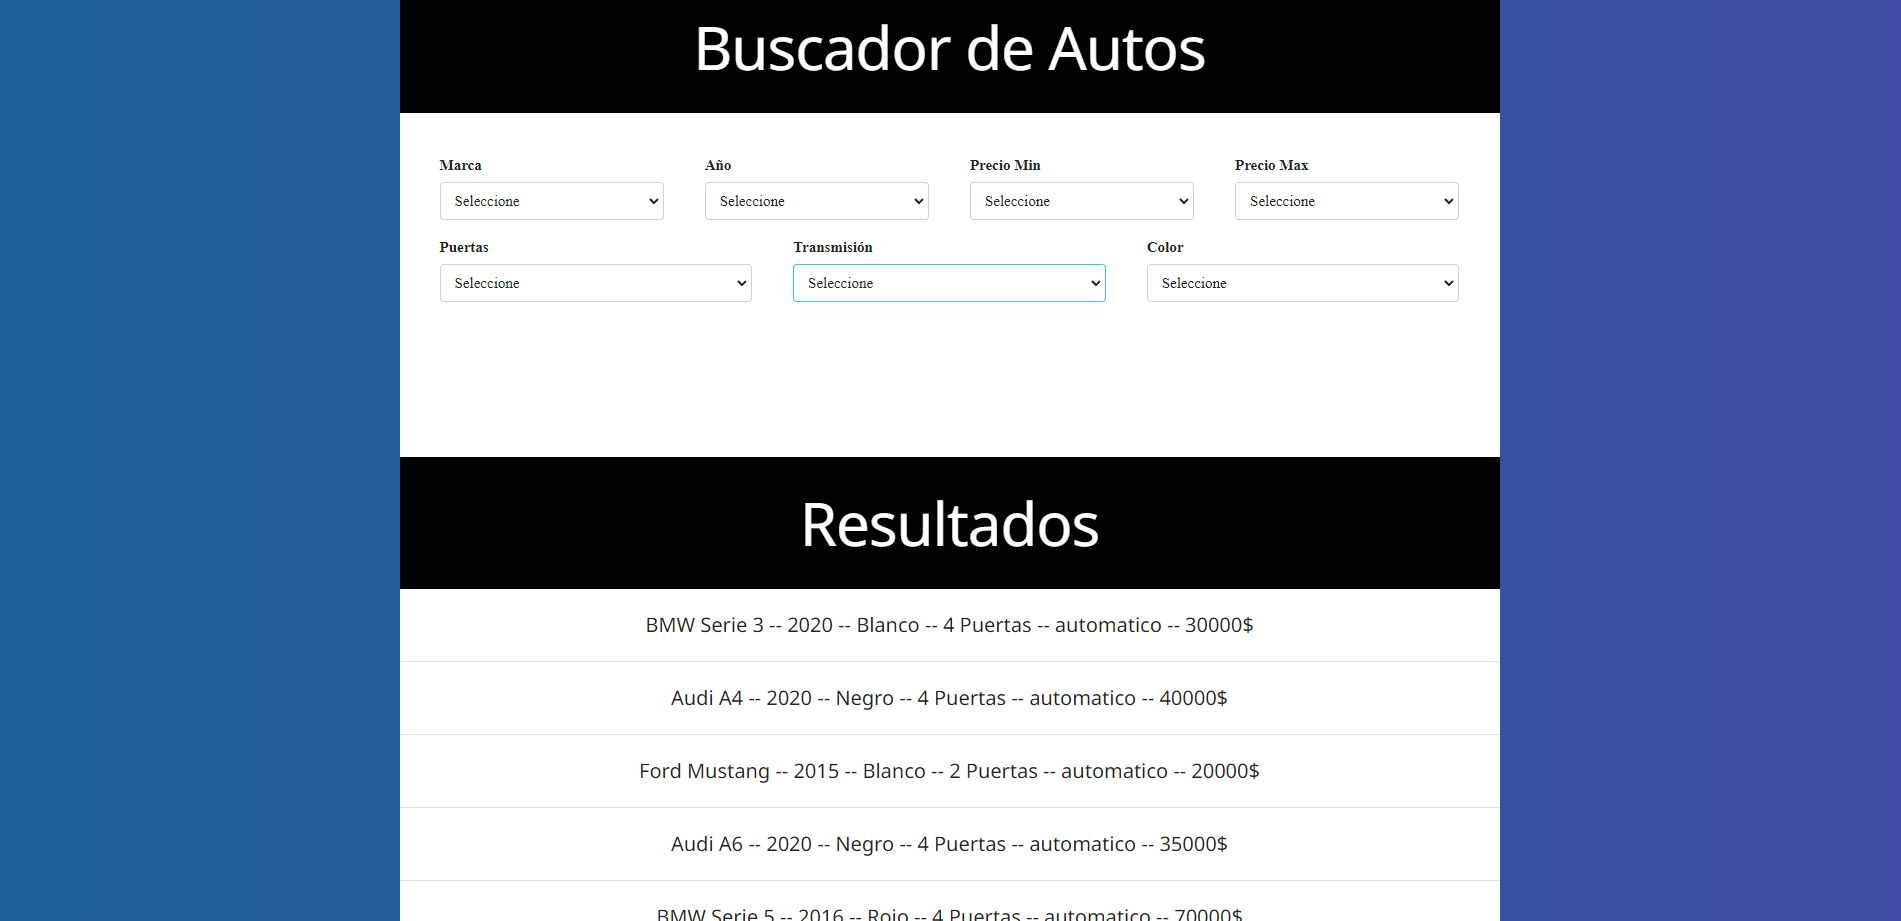 Buscador de Autos
Marca Año Precio Min Precio Max
Seleccione Seleccione Seleccione Seleccione
Puertas Transmisión Color
Seleccione Seleccione Seleccione
Resultados
BMW Serie 3 -- 2020 -- Blanco -- 4 Puertas -- automatico -- 30000$
Audi A4 -- 2020 -- Negro -- 4 Puertas -- automatico -- 40000$
Ford Mustang -- 2015 -- Blanco -- 2 Puertas -- automatico -- 20000$
Audi A6 -- 2020 -- Negro -- 4 Puertas -- automatico -- 35000$
BMW Serie 5 -- 2016 -- Rojo -- 4 Puertas -- automatico -- 70000$